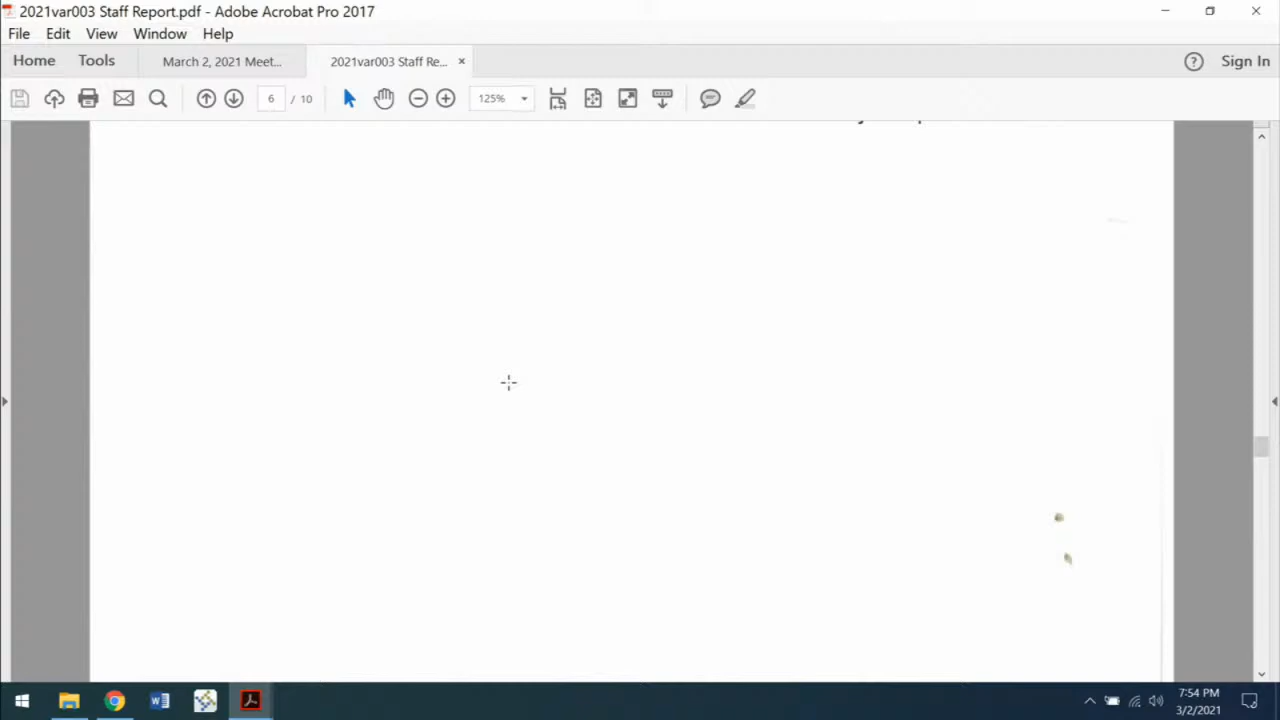 2021var003 Staff Report.pdf - Adobe Acrobat Pro 2017
File Edit View Window Help
Home Tools March 2, 2021 Meet... 2021var003 Staff Re... ×
6 / 10 125%
Sign In
7:54 PM
3/2/2021